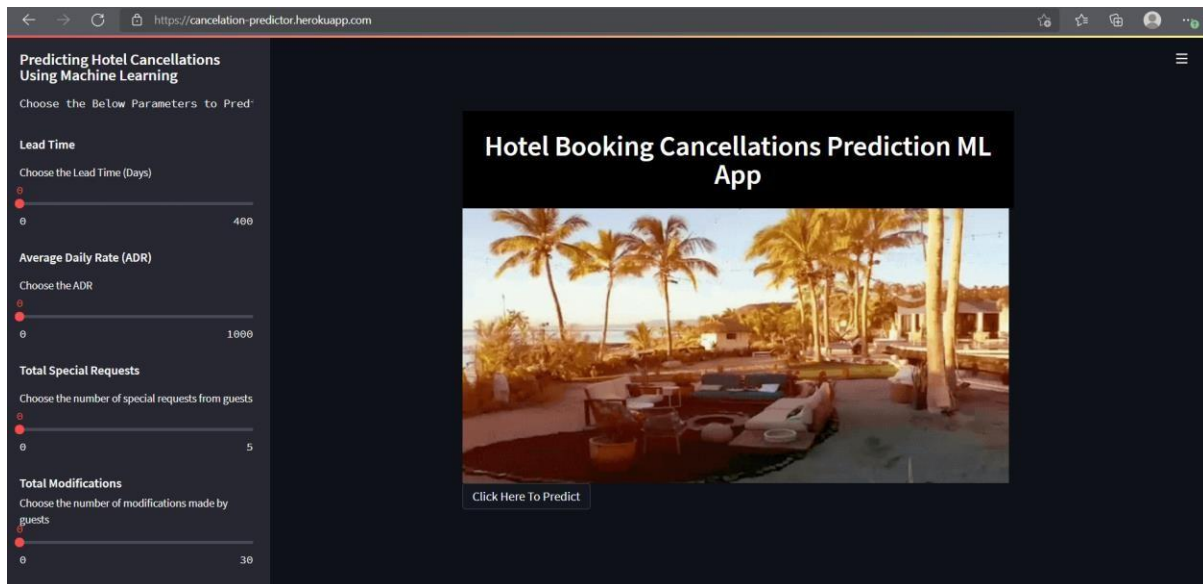 https://cancelation-predictor.herokuapp.com
Predicting Hotel Cancellations
Using Machine Learning
Choose the Below Parameters to
Lead Time
Choose the Lead Time (Days)
0
0 400
Average Daily Rate (ADR)
Choose the ADR
0
0 1000
Total Special Requests
Choose the number of special requests from guests
0
0 5
Total Modifications
Choose the number of modifications made by
guests
0
0 30
Hotel Booking Cancellations Prediction ML
App
Click Here To Predict